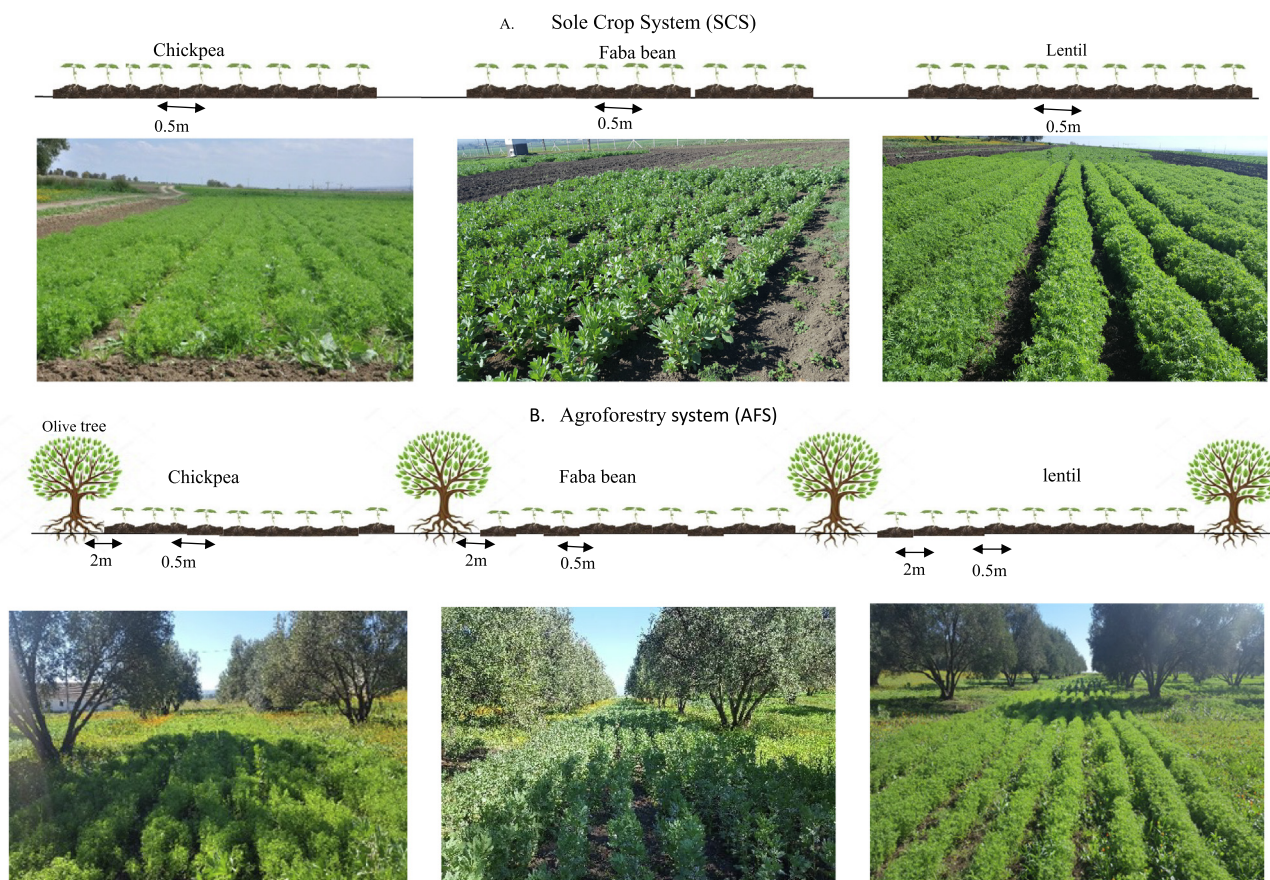 A. Sole Crop System (SCS)
Chickpea
Faba bean
Lentil
0.5m
0.5m
0.5m
B. Agroforestry system (AFS)
Olive tree
Chickpea
Faba bean
lentil
2m
0.5m
2m
0.5m
2m
0.5m